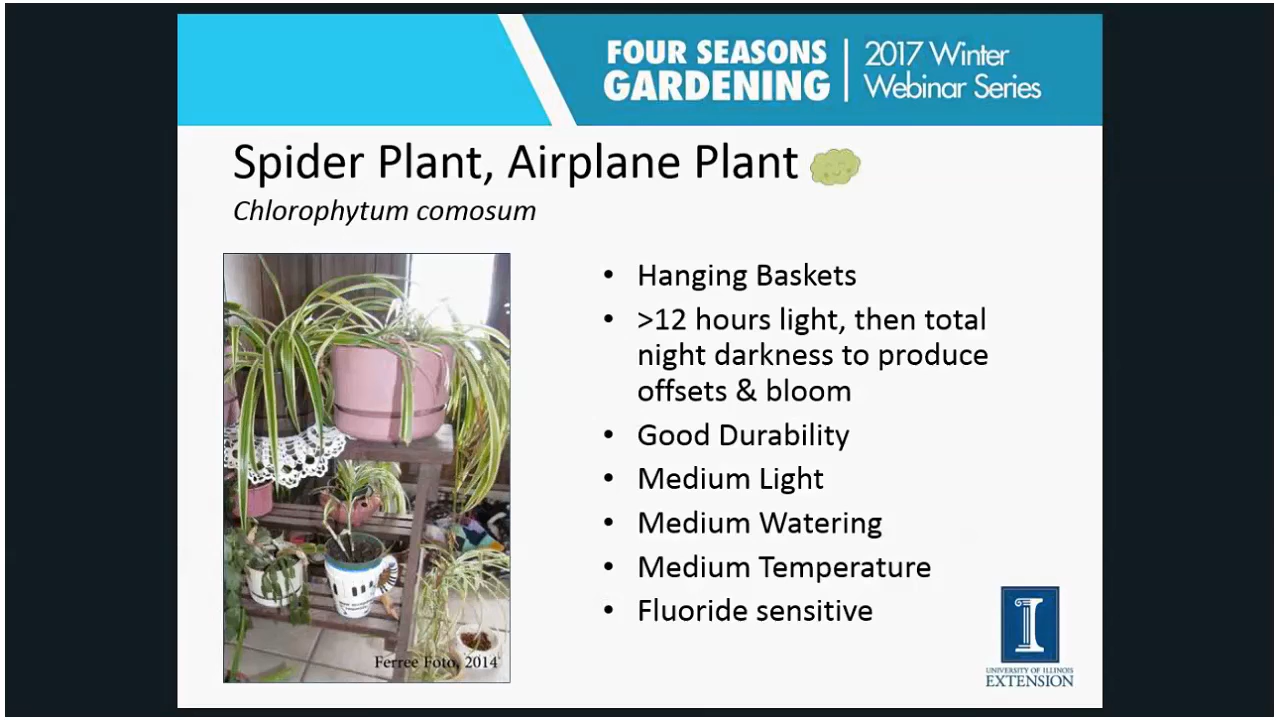 FOUR SEASONS
GARDENING
2017 Winter
Webinar Series
Spider Plant, Airplane Plant
Chlorophytum comosum
• Hanging Baskets
• >12 hours light, then total
night darkness to produce
offsets & bloom
• Good Durability
• Medium Light
• Medium Watering
• Medium Temperature
• Fluoride sensitive
Ferree Foto, 2014
I
UNIVERSITY OF ILLINOIS
EXTENSION